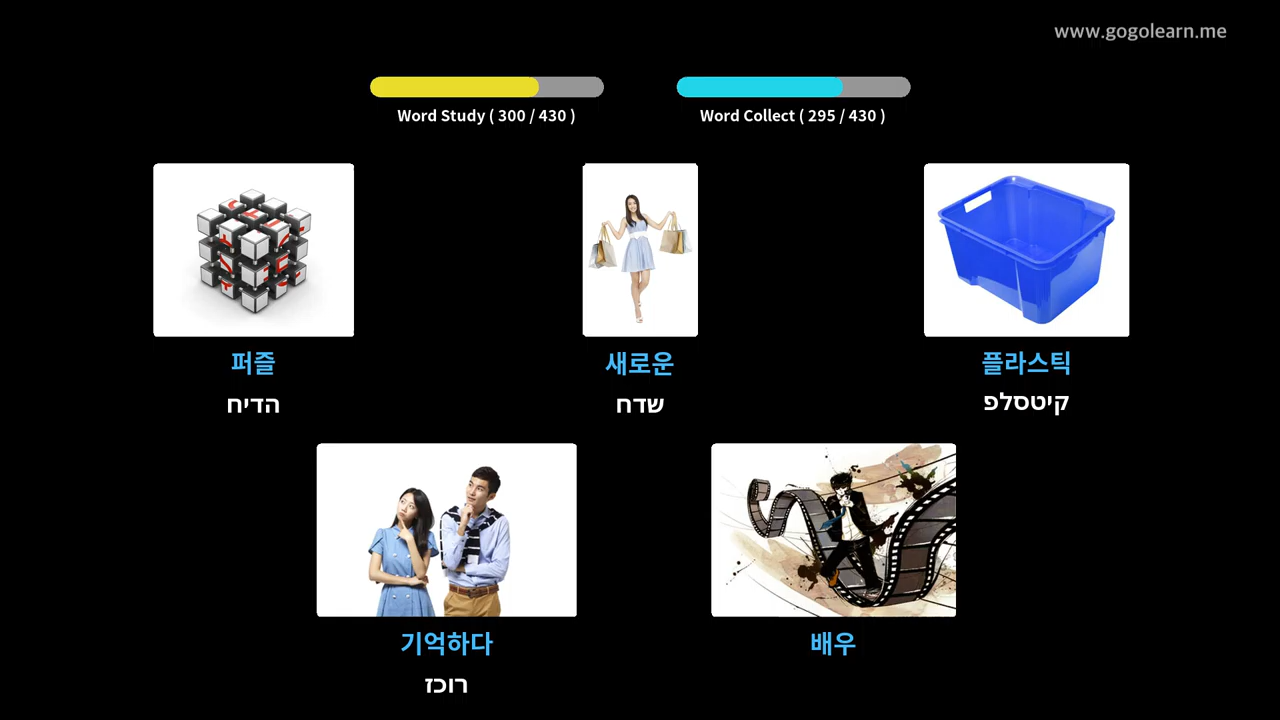 www.gogolearn.me
Word Study ( 300 / 430 )
Word Collect ( 295 / 430 )
퍼즐
הדיח
새로운
שדח
플라스틱
קיטסלפ
기억하다
רוכז
배우